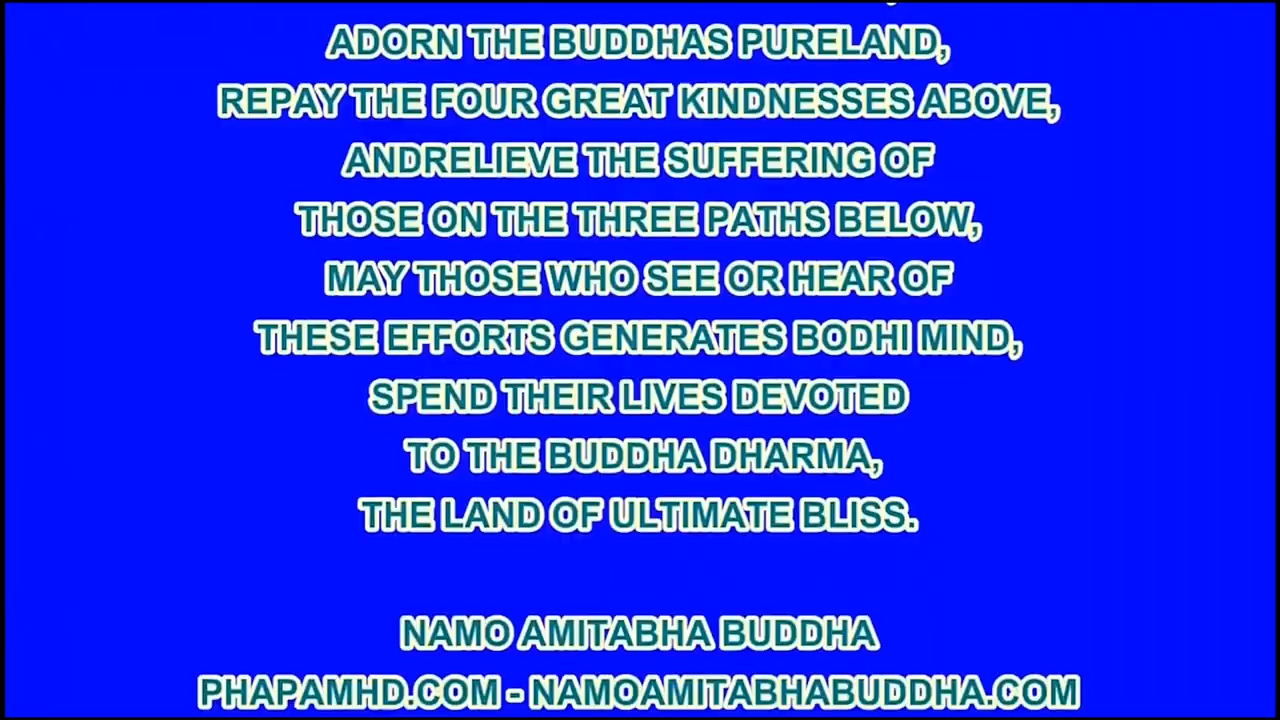 ADORN THE BUDDHAS PURELAND,
REPAY THE FOUR GREAT KINDNESSES ABOVE,
ANDRELIEVE THE SUFFERING OF
THOSE ON THE THREE PATHS BELOW,
MAY THOSE WHO SEE OR HEAR OF
THESE EFFORTS GENERATES BODHI MIND,
SPEND THEIR LIVES DEVOTED
TO THE BUDDHA DHARMA,
THE LAND OF ULTIMATE BLISS.
NAMO AMITABHA BUDDHA
PHAPAMHD.COM - NAMOAMITABHABUDDHA.COM